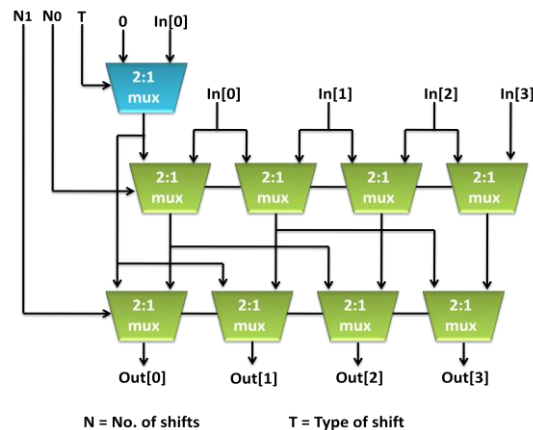 N1 N0 T 0 In[0]
2:1
mux
In[0] In[1] In[2] In[3]
2:1 2:1 2:1 2:1
mux mux mux mux
2:1 2:1 2:1 2:1
mux mux mux mux
Out[0] Out[1] Out[2] Out[3]
N = No. of shifts T = Type of shift